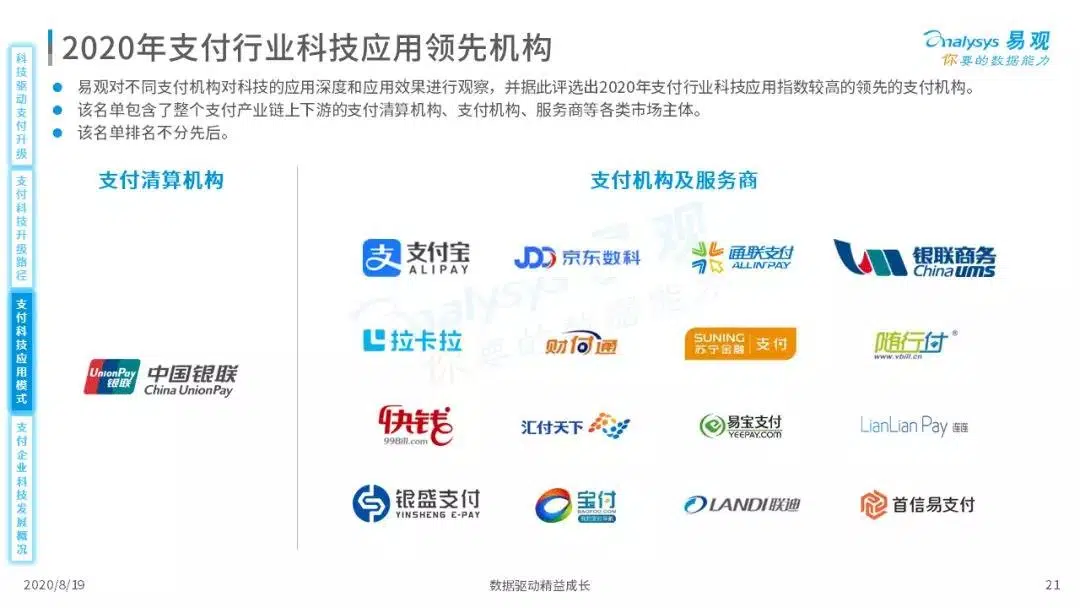 2020年支付行业科技应用领先机构
nalysys 易观
你要的数据能力
易观对不同支付机构对科技的应用深度和应用效果进行观察，并据此评选出2020年支付行业科技应用指数较高的领先的支付机构。
该名单包含了整个支付产业链上下游的支付清算机构、支付机构、服务商等各类市场主体。
该名单排名不分先后。
科技驱动支付升级
支付科技升级路径
支付科技应用模式
支付企业科技发展概况
支付清算机构
UnionPay
银联
中国银联
China UnionPay
支付机构及服务商
支 支付宝
ALIPAY
JDD 京东数科
通联支付
ALLINPAY
银联商务
China UMS
拉卡拉
财付通
SUNING
苏宁金融 支付
随行付®
www.vbill.cn
快钱
99Bill.com
汇付天下
易宝支付
YEEPAY.COM
LianLian Pay 连连
银盛支付
YINSHENG E-PAY
宝付
BAOFOO.COM
LANDI联迪
首信易支付
nalysys 易观
你要的数据能力
2020/8/19
数据驱动精益成长
21